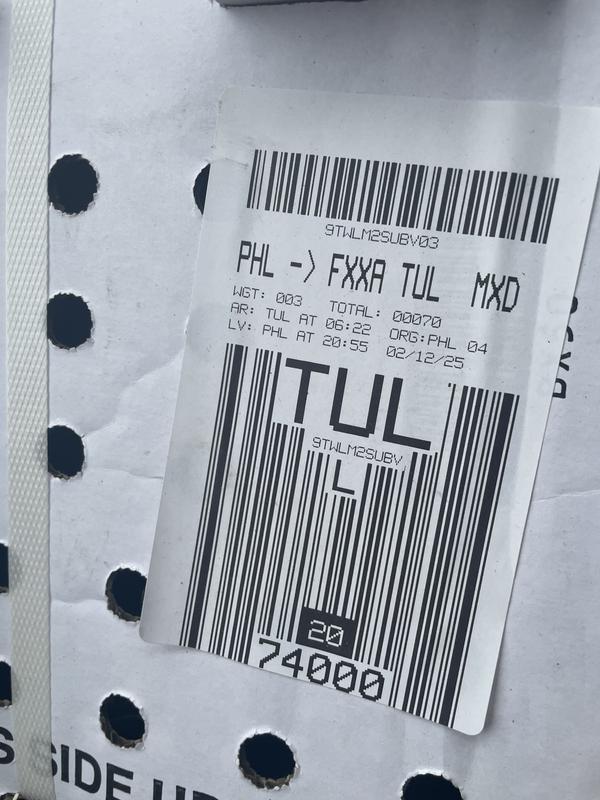 9TWLM2SUBV03
PHL -> FXXA TUL MXD
WGT: 003 TOTAL: 00070
AR: TUL AT 06:22 ORG:PHL 04
LV: PHL AT 20:55 02/12/25
TUL
9TWLM2SUBV
L
20
74000
SIDE UP